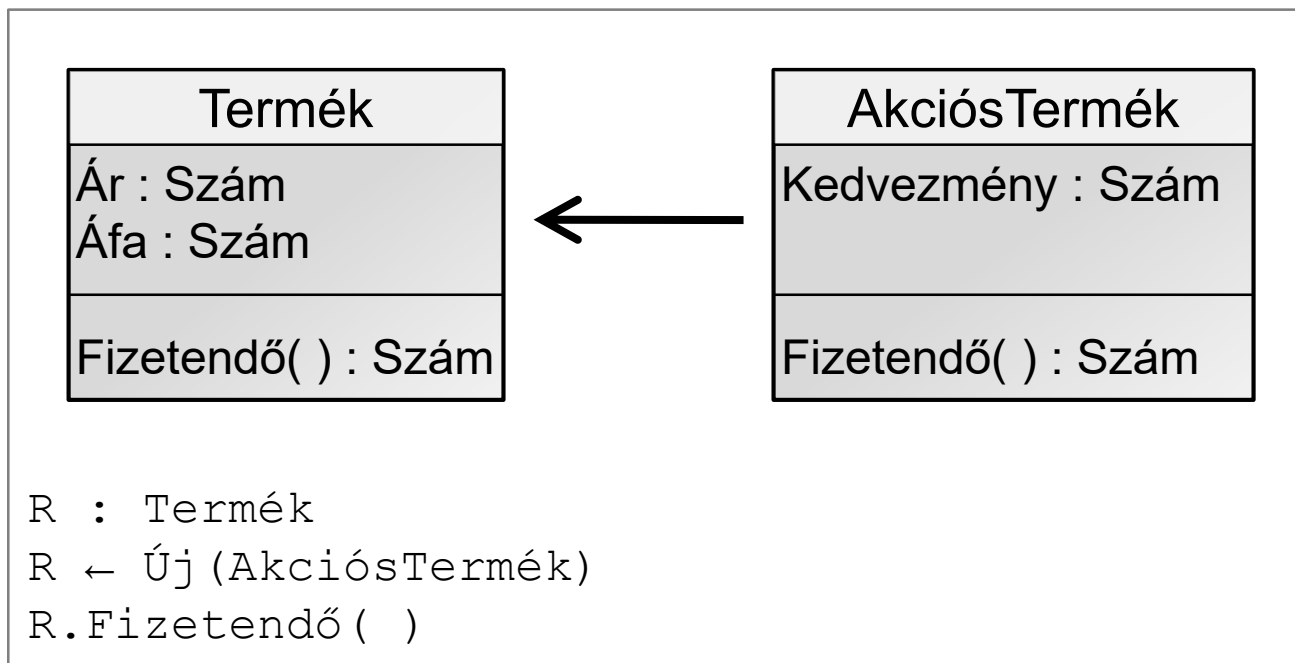 Termék
Ár : Szám
Áfa : Szám
Fizetendő( ) : Szám
AkciósTermék
Kedvezmény : Szám
Fizetendő( ) : Szám
R : Termék
R ← Új(AkciósTermék)
R.Fizetendő( )